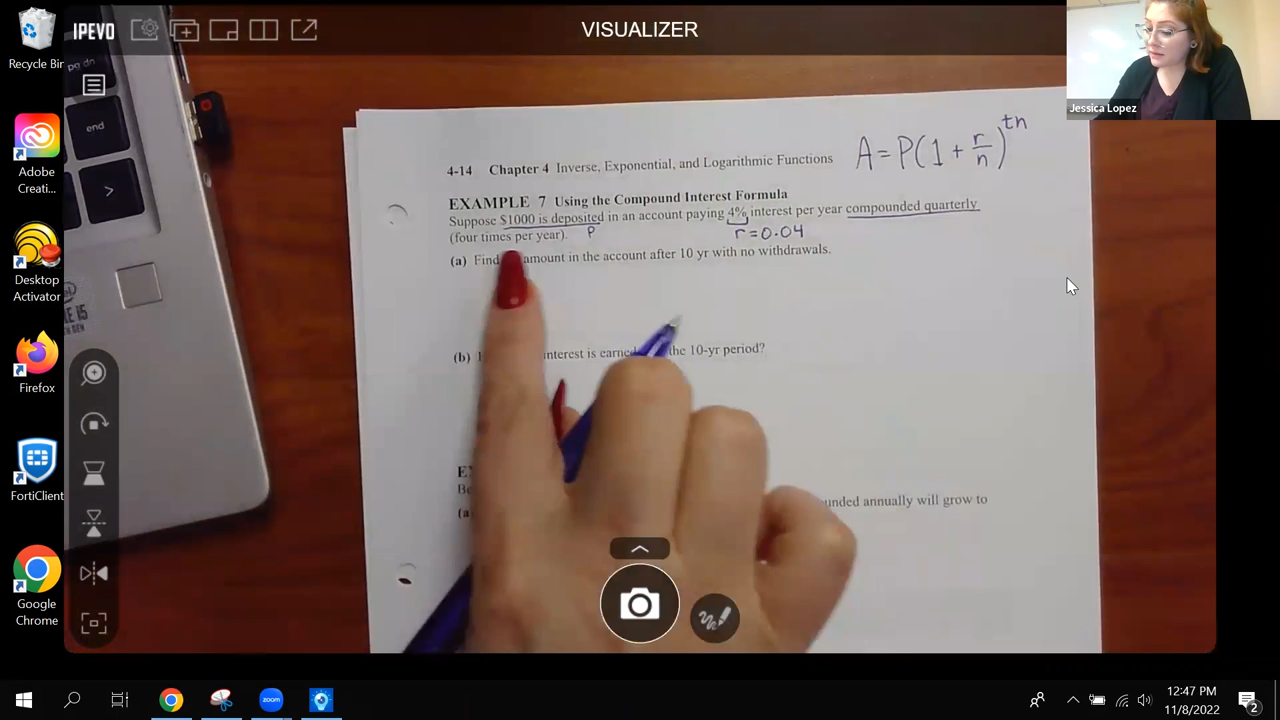 IPEVO
VISUALIZER
Recycle Bin
pg dn
end
Adobe
Creati...
Desktop
Activator
Firefox
FortiClient
Google
Chrome
Jessica Lopez
4-14 Chapter 4 Inverse, Exponential, and Logarithmic Functions
A = P(1 + r/n)^tn
EXAMPLE 7 Using the Compound Interest Formula
Suppose $1000 is deposited in an account paying 4% interest per year compounded quarterly
(four times per year).
P
r = 0.04
(a) Find amount in the account after 10 yr with no withdrawals.
(b) interest is earned the 10-yr period?
(a
unded annually will grow to
zoom
12:47 PM
11/8/2022
2